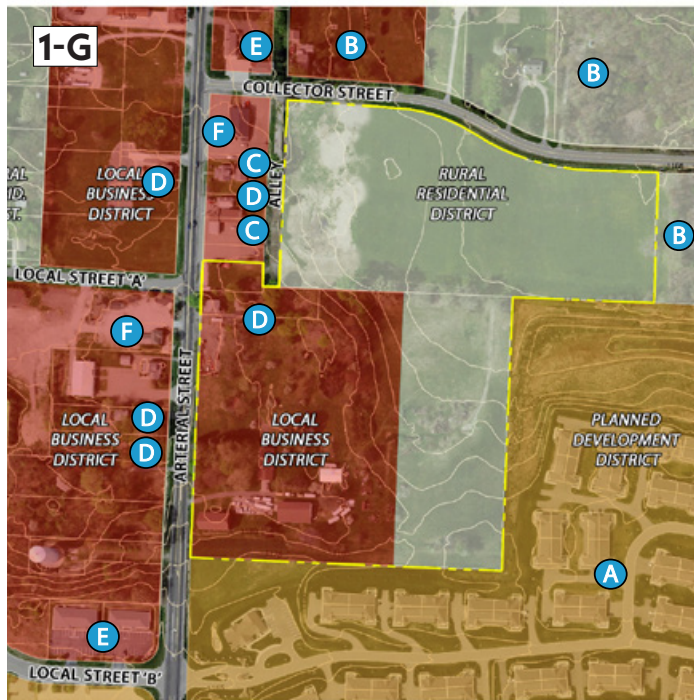 1-G
E
B
B
COLLECTOR STREET
F
C
D
C
ALLEY
LOCAL
BUSINESS
DISTRICT
D
RURAL
RESIDENTIAL
DISTRICT
B
LOCAL STREET 'A'
F
D
D
D
ARTERIAL STREET
LOCAL
BUSINESS
DISTRICT
LOCAL
BUSINESS
DISTRICT
PLANNED
DEVELOPMENT
DISTRICT
A
E
LOCAL STREET 'B'